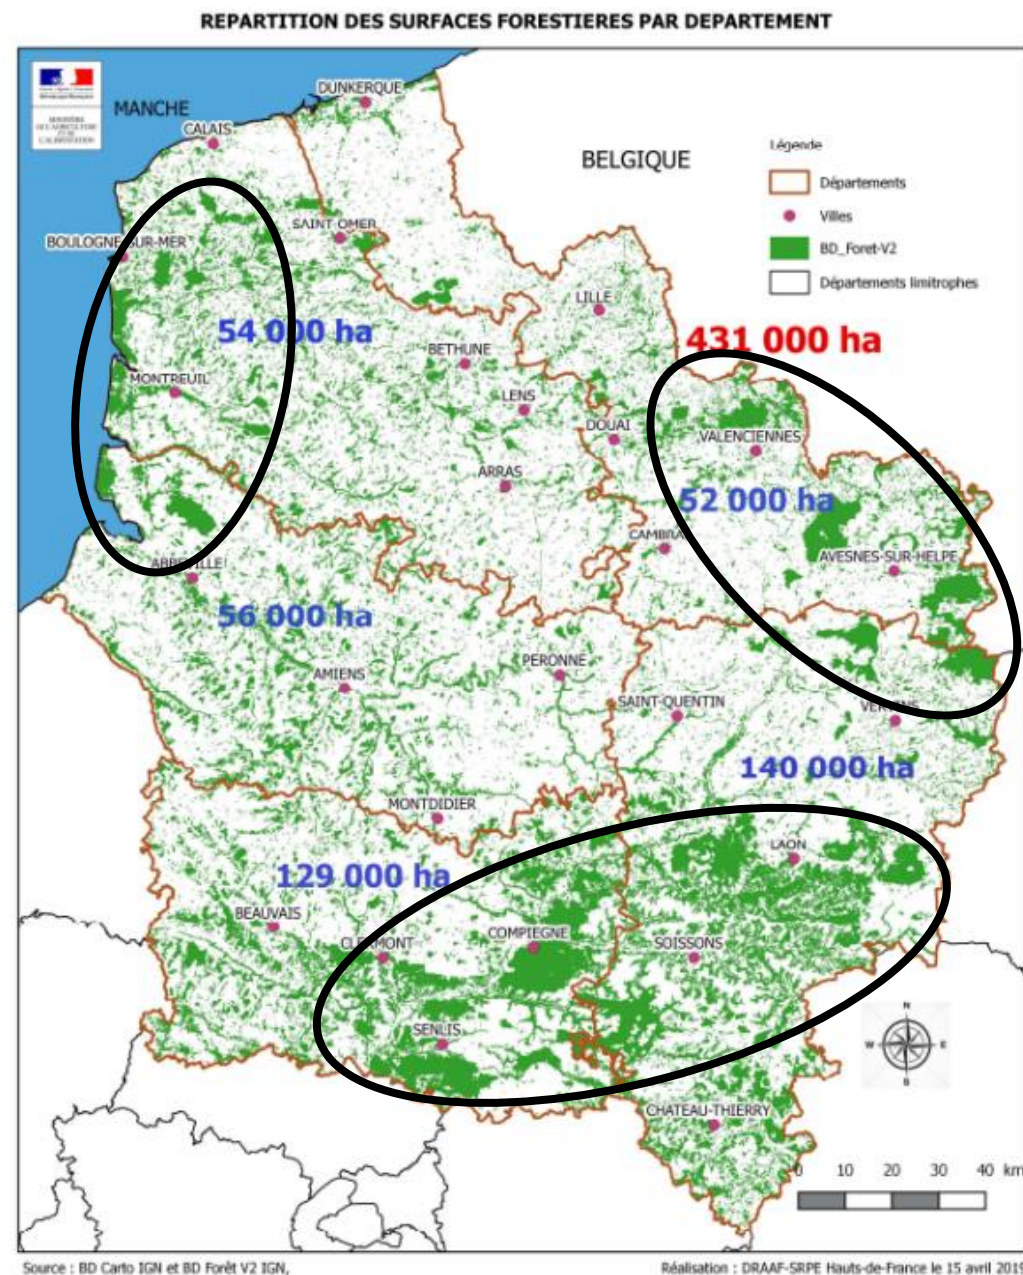 REPARTITION DES SURFACES FORESTIERES PAR DEPARTEMENT
DUNKERQUE
MANCHE
CALAIS
BELGIQUE
Légende
Départements
Villes
BD_Foret-V2
Départements limitrophes
SAINT-OMER
BOULOGNE-SUR-MER
LILLE
54 000 ha
431 000 ha
BETHUNE
MONTREUIL
LENS
DOUAI
VALENCIENNES
ARRAS
52 000 ha
CAMBRAI
AVESNES-SUR-HELPE
ABBEVILLE
56 000 ha
PERONNE
AMIENS
SAINT-QUENTIN
VERVINS
140 000 ha
MONTDIDIER
LAON
129 000 ha
BEAUVAIS
COMPIEGNE
CLERMONT
SOISSONS
N
SENLIS
W
E
S
CHATEAU-THIERRY
0 10 20 30 40 km
Source : BD Carto IGN et BD Forêt V2 IGN,
Réalisation : DRAAF-SRPE Hauts-de-France le 15 avril 2019